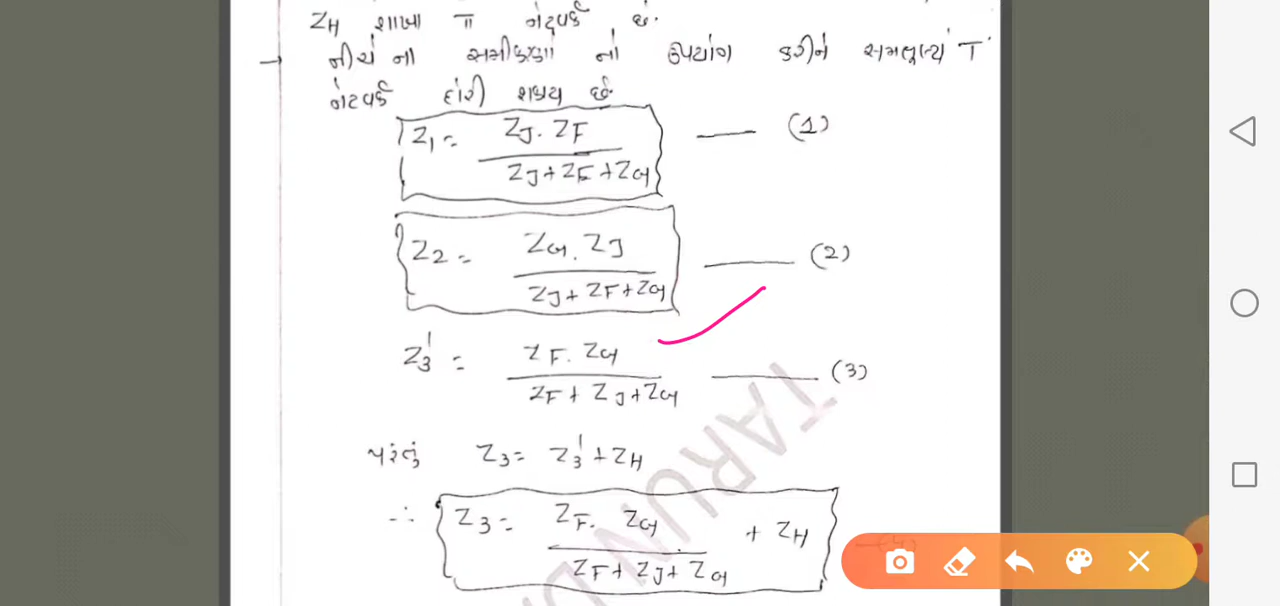 ZH શાખા π નેટવર્ક છે.
→ નીચે ના સમીકરણો નો ઉપયોગ કરીને સમતુલ્ય T
નેટવર્ક દોરી શકાય છે
Z1 = ZJ . ZF / ZJ + ZF + ZG — (1)
Z2 = ZG . ZJ / ZJ + ZF + ZG — (2)
Z3' = ZF . ZG / ZF + ZJ + ZG — (3)
પરંતુ Z3 = Z3' + ZH
∴ Z3 = ZF . ZG / ZF + ZJ + ZG + ZH
TARUN D